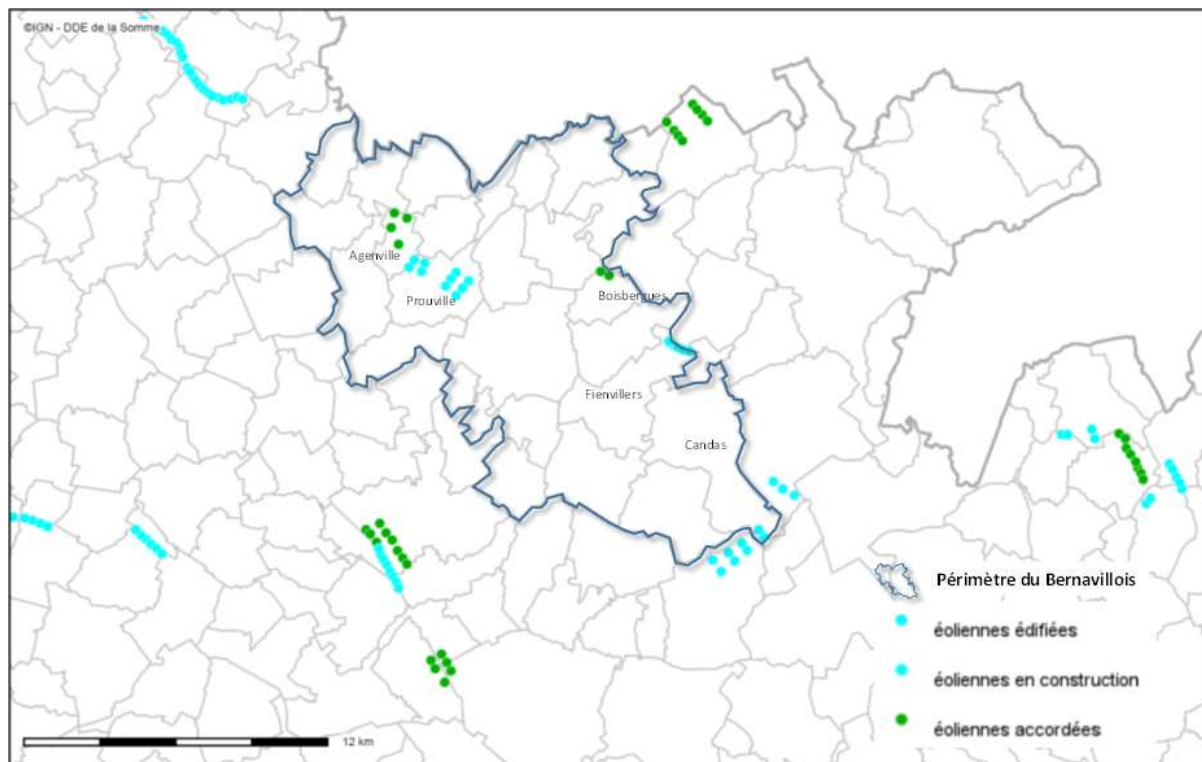 ©IGN - DDE de la Somme
Agenville
Prouville
Boisbergues
Fienvillers
Candas
Périmètre du Bernavillois
éoliennes édifiées
éoliennes en construction
éoliennes accordées
12 km